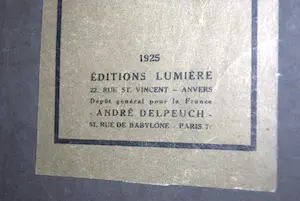 1925
ÉDITIONS LUMIÈRE
22, RUE ST. VINCENT – ANVERS
Dépôt général pour la France
- ANDRÉ DELPEUCH -
51, RUE DE BABYLONE - PARIS 7e